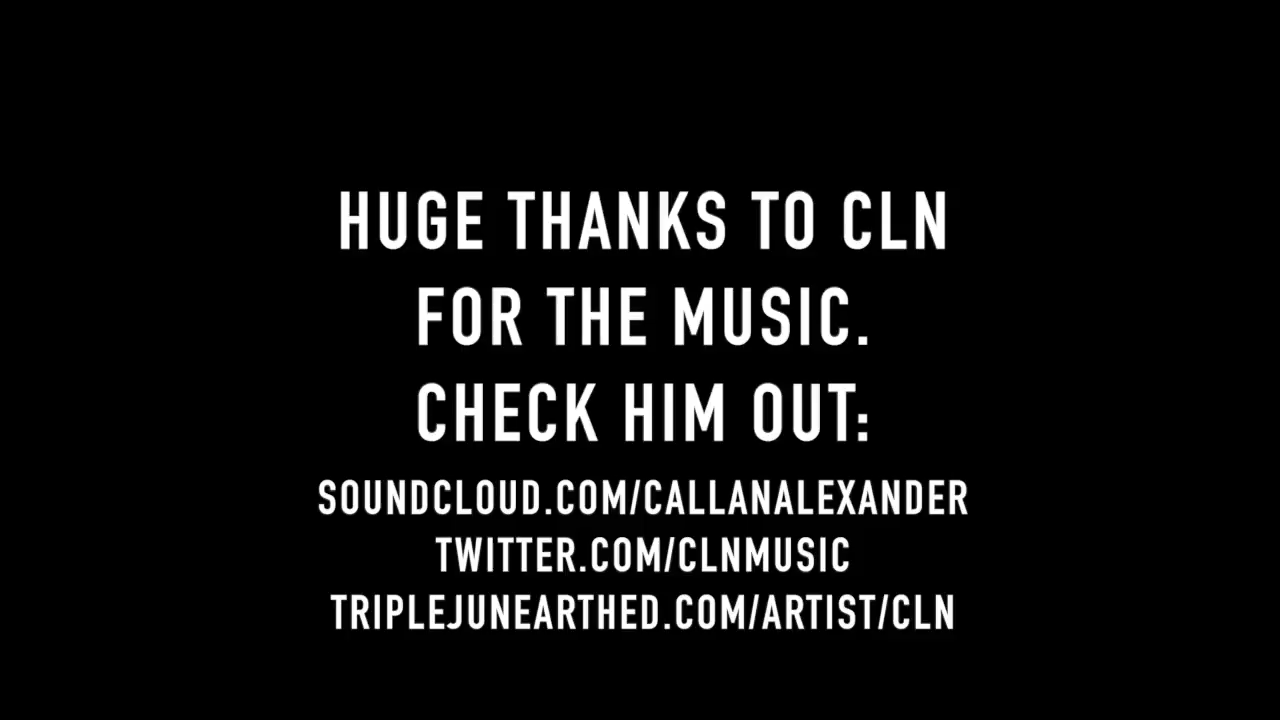 HUGE THANKS TO CLN
FOR THE MUSIC.
CHECK HIM OUT:
SOUNDCLOUD.COM/CALLANALEXANDER
TWITTER.COM/CLNMUSIC
TRIPLEJUNEARTHED.COM/ARTIST/CLN